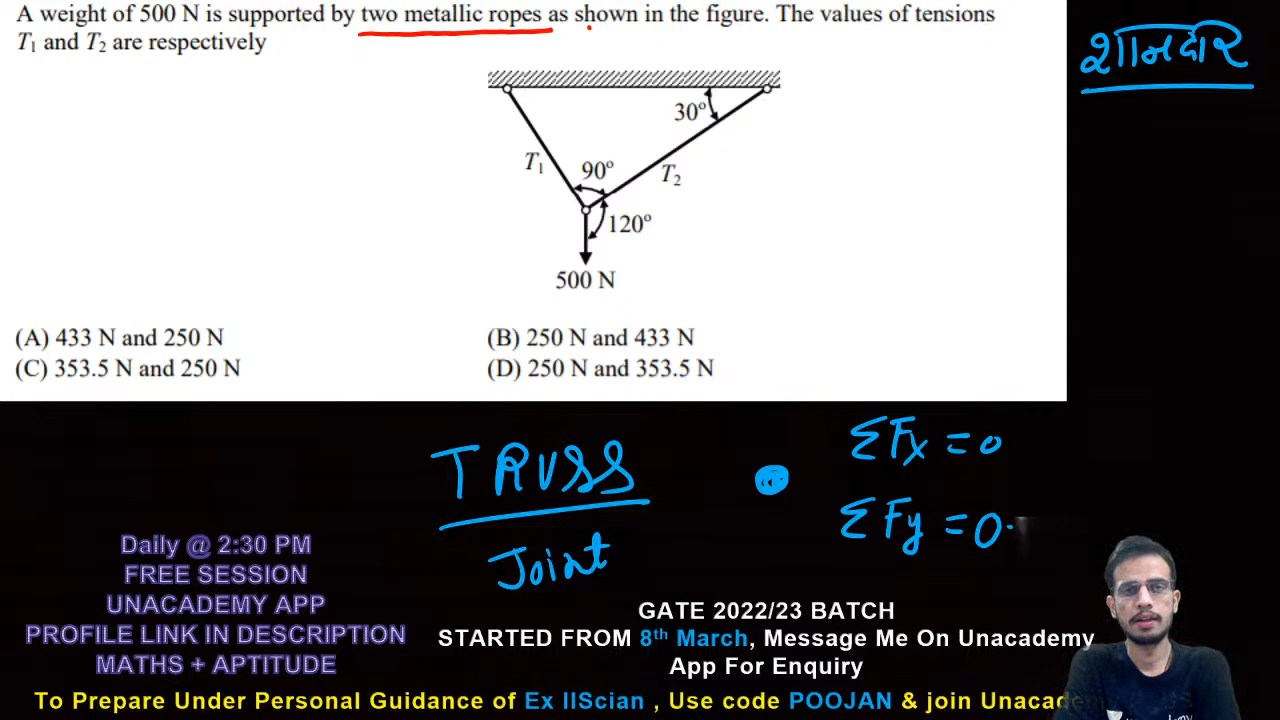 A weight of 500 N is supported by two metallic ropes as shown in the figure. The values of tensions
T₁ and T₂ are respectively
शानदार
30°
T₁
90°
T₂
120°
500 N
(A) 433 N and 250 N
(B) 250 N and 433 N
(C) 353.5 N and 250 N
(D) 250 N and 353.5 N
TRUSS
Joint
ΣFx = 0
ΣFy = 0
Daily @ 2:30 PM
FREE SESSION
UNACADEMY APP
PROFILE LINK IN DESCRIPTION
MATHS + APTITUDE
GATE 2022/23 BATCH
STARTED FROM 8th March, Message Me On Unacademy
App For Enquiry
To Prepare Under Personal Guidance of Ex IIScian , Use code POOJAN & join